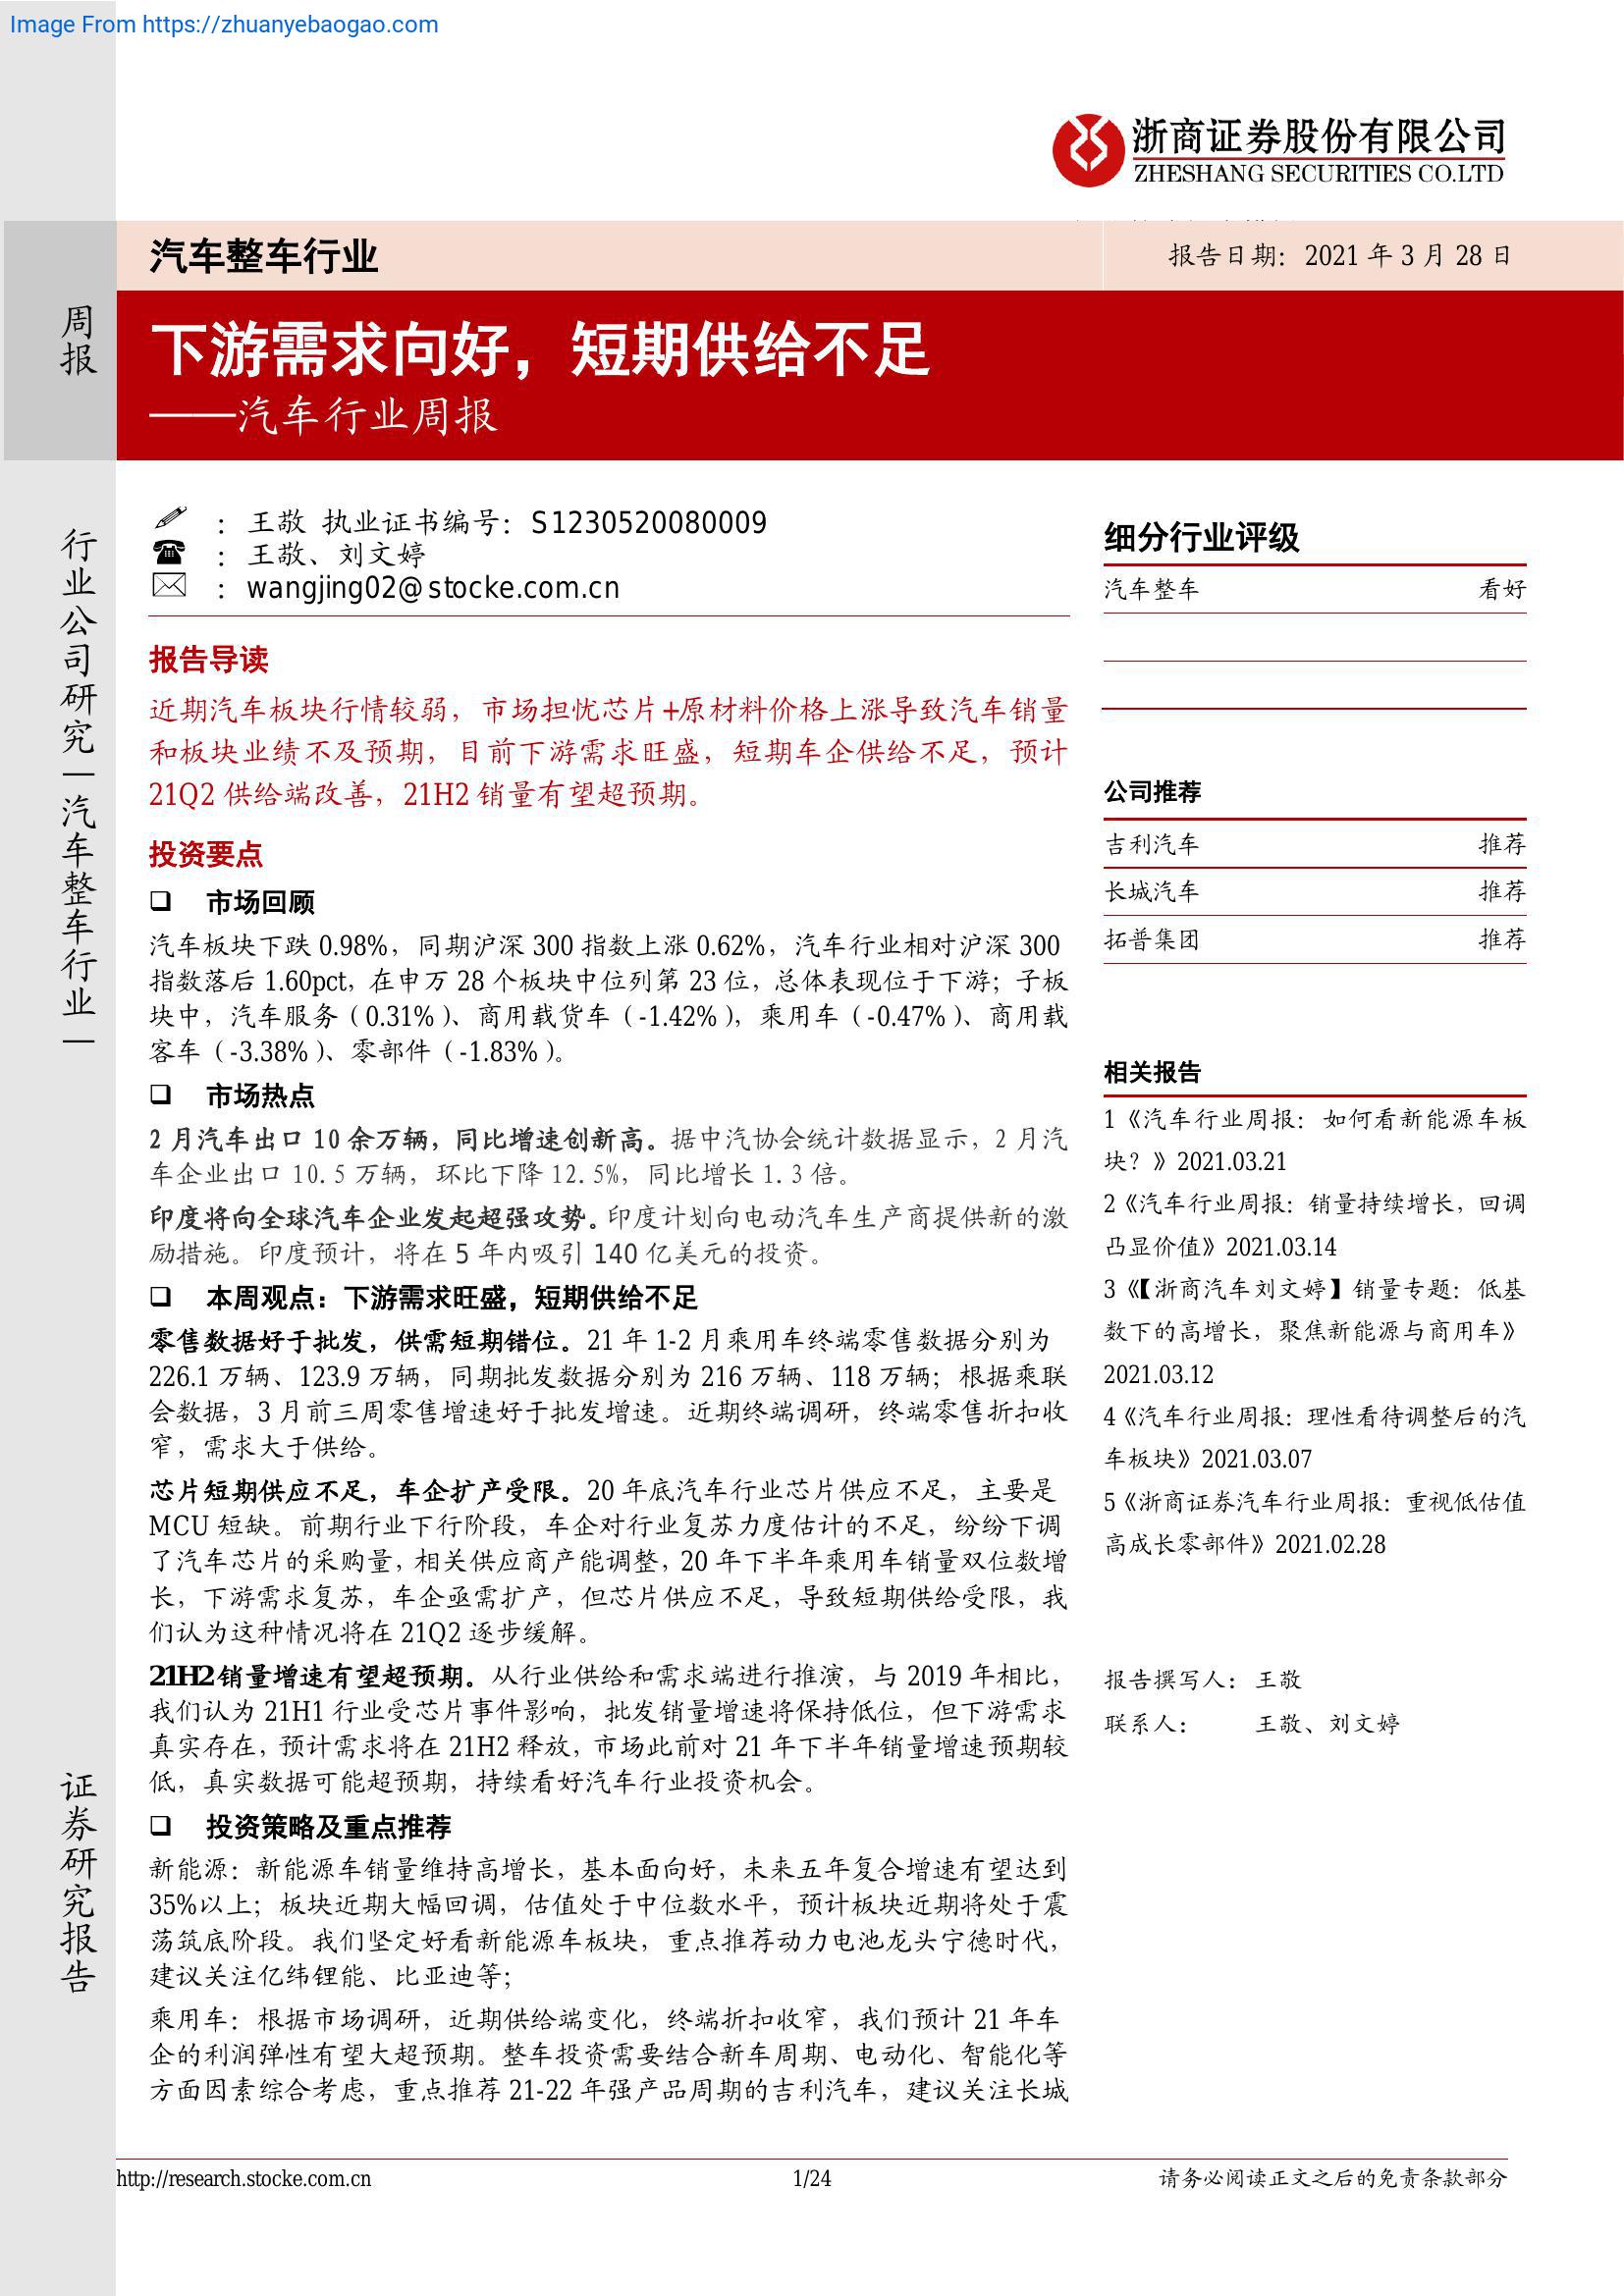 Image From https://zhuanyebaogao.com
浙商证券股份有限公司
ZHESHANG SECURITIES CO.LTD
汽车整车行业
报告日期：2021 年 3 月 28 日
周报
下游需求向好，短期供给不足
——汽车行业周报
行业公司研究｜汽车整车行业｜
证券研究报告
：王敬 执业证书编号：S1230520080009
：王敬、刘文婷
：wangjing02@stocke.com.cn
报告导读
近期汽车板块行情较弱，市场担忧芯片+原材料价格上涨导致汽车销量
和板块业绩不及预期，目前下游需求旺盛，短期车企供给不足，预计
21Q2 供给端改善，21H2 销量有望超预期。
投资要点
❑ 市场回顾
汽车板块下跌 0.98%，同期沪深 300 指数上涨 0.62%，汽车行业相对沪深 300
指数落后 1.60pct，在申万 28 个板块中位列第 23 位，总体表现位于下游；子板
块中，汽车服务（0.31%）、商用载货车（-1.42%），乘用车（-0.47%）、商用载
客车（-3.38%）、零部件（-1.83%）。
❑ 市场热点
2 月汽车出口 10 余万辆，同比增速创新高。据中汽协会统计数据显示，2 月汽
车企业出口 10.5 万辆，环比下降 12.5%，同比增长 1.3 倍。
印度将向全球汽车企业发起超强攻势。印度计划向电动汽车生产商提供新的激
励措施。印度预计，将在 5 年内吸引 140 亿美元的投资。
❑ 本周观点：下游需求旺盛，短期供给不足
零售数据好于批发，供需短期错位。21 年 1-2 月乘用车终端零售数据分别为
226.1 万辆、123.9 万辆，同期批发数据分别为 216 万辆、118 万辆；根据乘联
会数据，3 月前三周零售增速好于批发增速。近期终端调研，终端零售折扣收
窄，需求大于供给。
芯片短期供应不足，车企扩产受限。20 年底汽车行业芯片供应不足，主要是
MCU 短缺。前期行业下行阶段，车企对行业复苏力度估计的不足，纷纷下调
了汽车芯片的采购量，相关供应商产能调整，20 年下半年乘用车销量双位数增
长，下游需求复苏，车企亟需扩产，但芯片供应不足，导致短期供给受限，我
们认为这种情况将在 21Q2 逐步缓解。
21H2 销量增速有望超预期。从行业供给和需求端进行推演，与 2019 年相比，
我们认为 21H1 行业受芯片事件影响，批发销量增速将保持低位，但下游需求
真实存在，预计需求将在 21H2 释放，市场此前对 21 年下半年销量增速预期较
低，真实数据可能超预期，持续看好汽车行业投资机会。
❑ 投资策略及重点推荐
新能源：新能源车销量维持高增长，基本面向好，未来五年复合增速有望达到
35%以上；板块近期大幅回调，估值处于中位数水平，预计板块近期将处于震
荡筑底阶段。我们坚定好看新能源车板块，重点推荐动力电池龙头宁德时代，
建议关注亿纬锂能、比亚迪等；
乘用车：根据市场调研，近期供给端变化，终端折扣收窄，我们预计 21 年车
企的利润弹性有望大超预期。整车投资需要结合新车周期、电动化、智能化等
方面因素综合考虑，重点推荐 21-22 年强产品周期的吉利汽车，建议关注长城
细分行业评级
汽车整车 看好
公司推荐
吉利汽车 推荐
长城汽车 推荐
拓普集团 推荐
相关报告
1《汽车行业周报：如何看新能源车板
块？》2021.03.21
2《汽车行业周报：销量持续增长，回调
凸显价值》2021.03.14
3《【浙商汽车刘文婷】销量专题：低基
数下的高增长，聚焦新能源与商用车》
2021.03.12
4《汽车行业周报：理性看待调整后的汽
车板块》2021.03.07
5《浙商证券汽车行业周报：重视低估值
高成长零部件》2021.02.28
报告撰写人：王敬
联系人： 王敬、刘文婷
http://research.stocke.com.cn
1/24
请务必阅读正文之后的免责条款部分